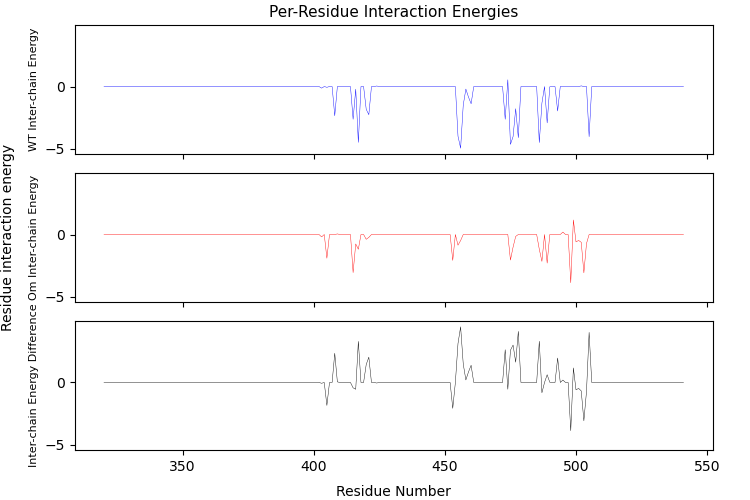 Per-Residue Interaction Energies
WT Inter-chain Energy
0
−5
Om Inter-chain Energy
0
−5
Inter-chain Energy Difference
0
−5
Residue interaction energy
350
400
450
500
550
Residue Number